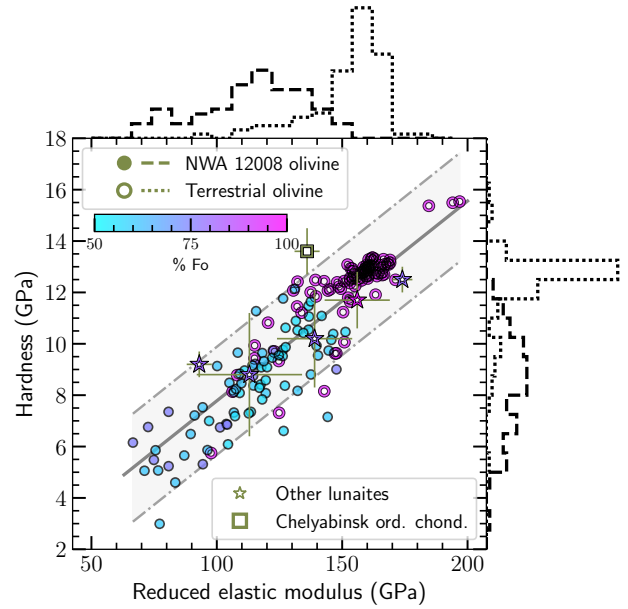 18
16
14
12
10
8
6
4
2
Hardness (GPa)
NWA 12008 olivine
Terrestrial olivine
50 75 100
% Fo
Other lunaites
Chelyabinsk ord. chond.
50 100 150 200
Reduced elastic modulus (GPa)